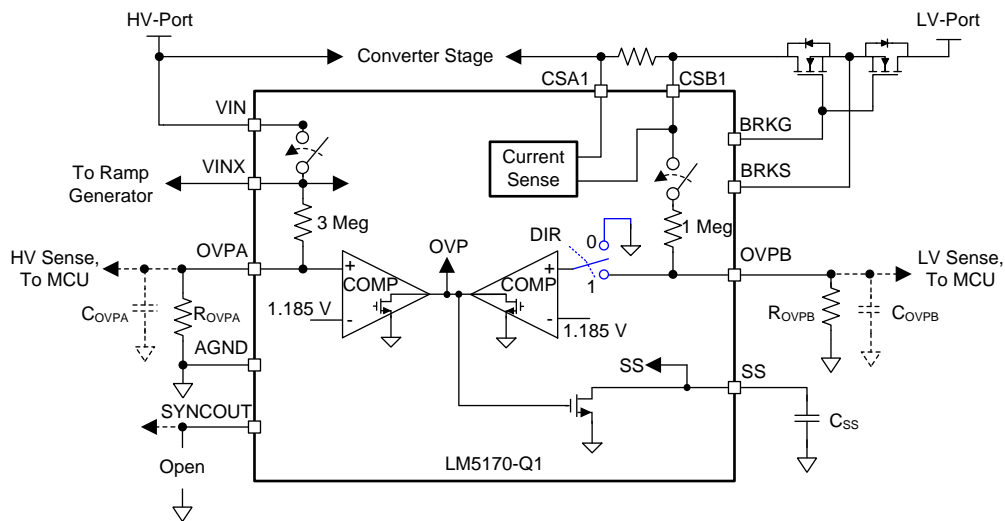 HV-Port
LV-Port
Converter Stage
CSA1
CSB1
VIN
BRKG
Current
Sense
VINX
BRKS
To Ramp
Generator
3 Meg
1 Meg
DIR
0
1
HV Sense,
To MCU
OVPA
OVP
OVPB
LV Sense,
To MCU
+
COMP
-
+
COMP
-
1.185 V
1.185 V
COVPA
ROVPA
ROVPB
COVPB
AGND
SS
SS
SYNCOUT
CSS
Open
LM5170-Q1